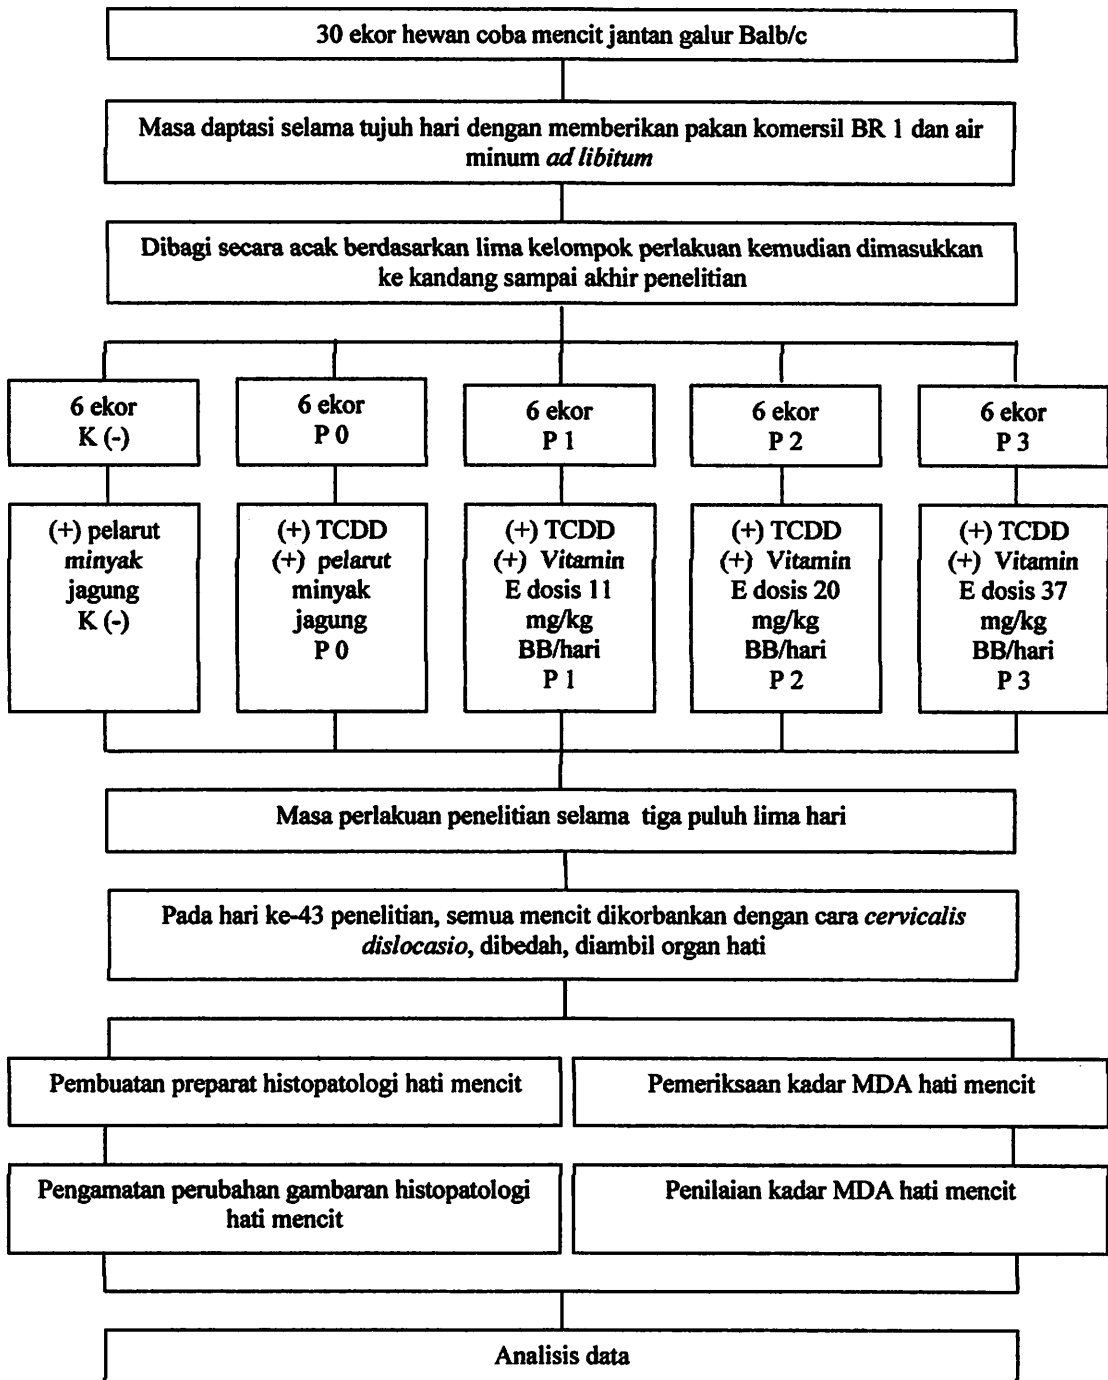 30 ekor hewan coba mencit jantan galur Balb/c
Masa daptasi selama tujuh hari dengan memberikan pakan komersil BR 1 dan air
minum ad libitum
Dibagi secara acak berdasarkan lima kelompok perlakuan kemudian dimasukkan
ke kandang sampai akhir penelitian
6 ekor
K (-)
6 ekor
P 0
6 ekor
P 1
6 ekor
P 2
6 ekor
P 3
(+) pelarut
minyak
jagung
K (-)
(+) TCDD
(+) pelarut
minyak
jagung
P 0
(+) TCDD
(+) Vitamin
E dosis 11
mg/kg
BB/hari
P 1
(+) TCDD
(+) Vitamin
E dosis 20
mg/kg
BB/hari
P 2
(+) TCDD
(+) Vitamin
E dosis 37
mg/kg
BB/hari
P 3
Masa perlakuan penelitian selama tiga puluh lima hari
Pada hari ke-43 penelitian, semua mencit dikorbankan dengan cara cervicalis
dislocasio, dibedah, diambil organ hati
Pembuatan preparat histopatologi hati mencit
Pemeriksaan kadar MDA hati mencit
Pengamatan perubahan gambaran histopatologi
hati mencit
Penilaian kadar MDA hati mencit
Analisis data